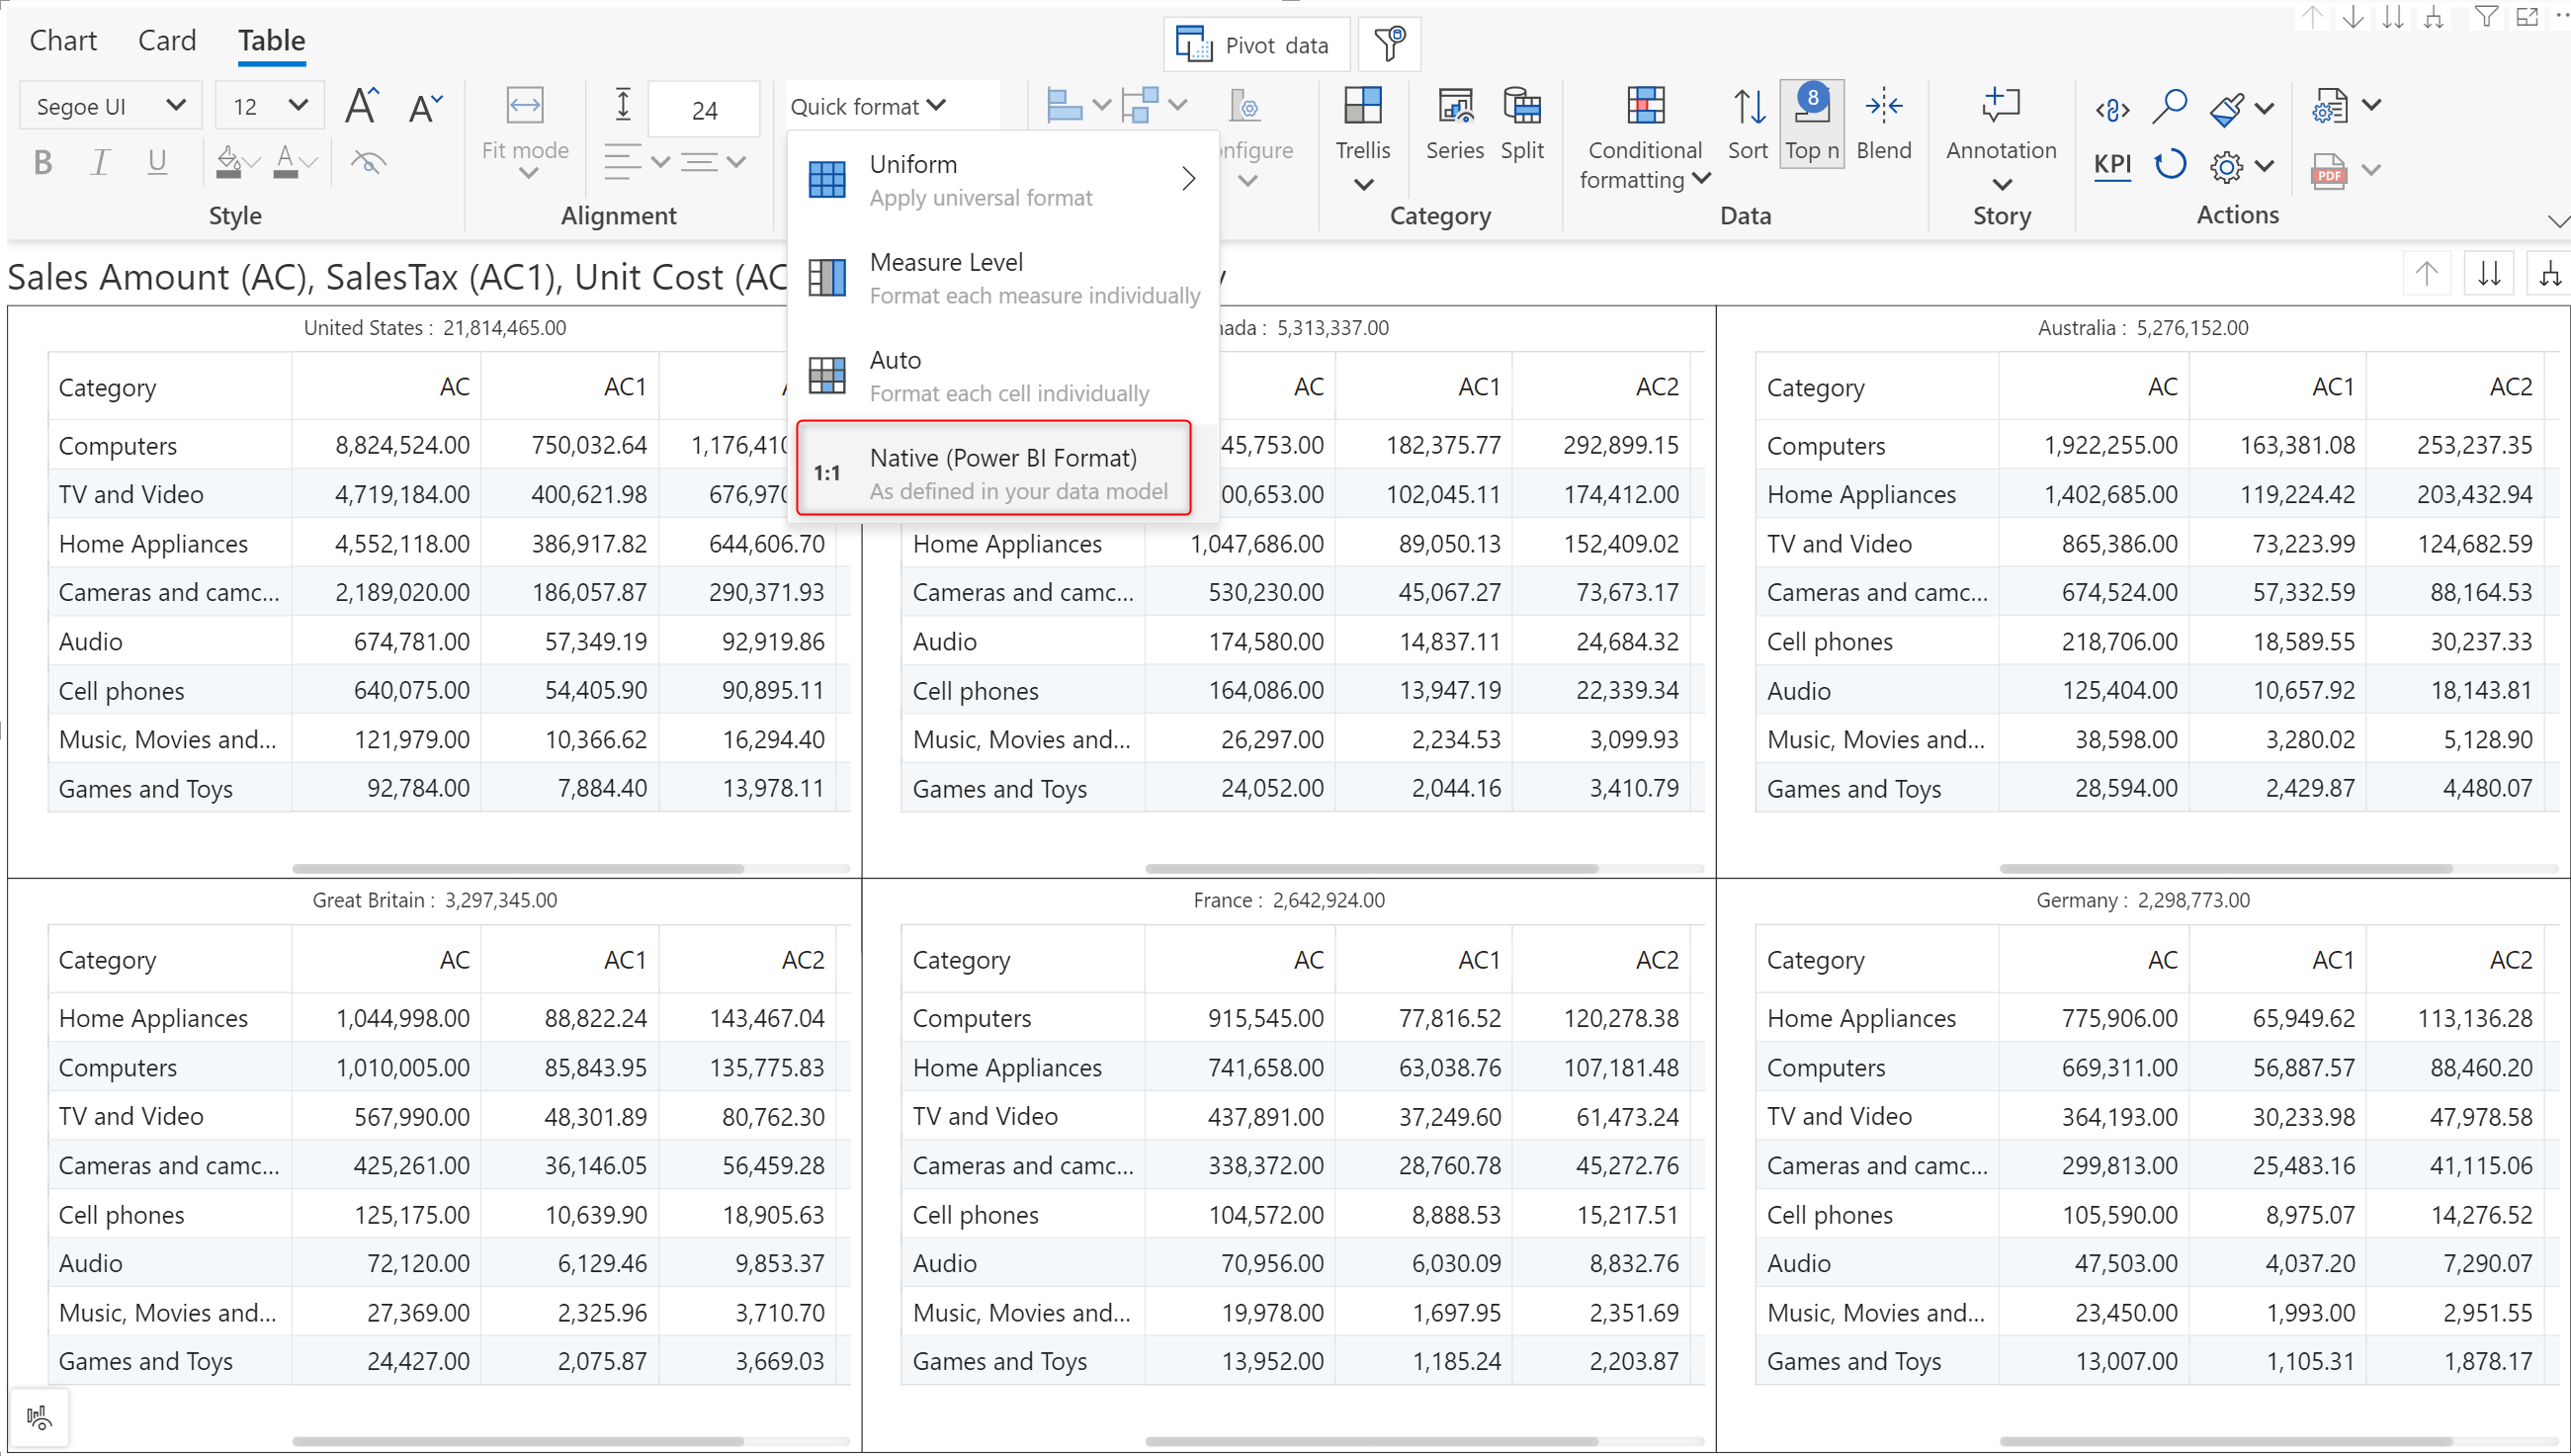 Chart Card Table
Pivot data
Segoe UI 12
Fit mode
24
Quick format
Configure
Trellis
Series
Split
Conditional formatting
Sort
8
Top n
Blend
Annotation
KPI
PDF
B I U
A A
Style Alignment Category Data Story Actions
Uniform
Apply universal format
Measure Level
Format each measure individually
Auto
Format each cell individually
1:1 Native (Power BI Format)
As defined in your data model
Sales Amount (AC), SalesTax (AC1), Unit Cost (AC
United States : 21,814,465.00
Category AC AC1
Computers 8,824,524.00 750,032.64 1,176,410
TV and Video 4,719,184.00 400,621.98 676,970
Home Appliances 4,552,118.00 386,917.82 644,606.70
Cameras and camc... 2,189,020.00 186,057.87 290,371.93
Audio 674,781.00 57,349.19 92,919.86
Cell phones 640,075.00 54,405.90 90,895.11
Music, Movies and... 121,979.00 10,366.62 16,294.40
Games and Toys 92,784.00 7,884.40 13,978.11
nada : 5,313,337.00
AC AC1 AC2
45,753.00 182,375.77 292,899.15
00,653.00 102,045.11 174,412.00
Home Appliances 1,047,686.00 89,050.13 152,409.02
Cameras and camc... 530,230.00 45,067.27 73,673.17
Audio 174,580.00 14,837.11 24,684.32
Cell phones 164,086.00 13,947.19 22,339.34
Music, Movies and... 26,297.00 2,234.53 3,099.93
Games and Toys 24,052.00 2,044.16 3,410.79
Australia : 5,276,152.00
Category AC AC1 AC2
Computers 1,922,255.00 163,381.08 253,237.35
Home Appliances 1,402,685.00 119,224.42 203,432.94
TV and Video 865,386.00 73,223.99 124,682.59
Cameras and camc... 674,524.00 57,332.59 88,164.53
Cell phones 218,706.00 18,589.55 30,237.33
Audio 125,404.00 10,657.92 18,143.81
Music, Movies and... 38,598.00 3,280.02 5,128.90
Games and Toys 28,594.00 2,429.87 4,480.07
Great Britain : 3,297,345.00
Category AC AC1 AC2
Home Appliances 1,044,998.00 88,822.24 143,467.04
Computers 1,010,005.00 85,843.95 135,775.83
TV and Video 567,990.00 48,301.89 80,762.30
Cameras and camc... 425,261.00 36,146.05 56,459.28
Cell phones 125,175.00 10,639.90 18,905.63
Audio 72,120.00 6,129.46 9,853.37
Music, Movies and... 27,369.00 2,325.96 3,710.70
Games and Toys 24,427.00 2,075.87 3,669.03
France : 2,642,924.00
Category AC AC1 AC2
Computers 915,545.00 77,816.52 120,278.38
Home Appliances 741,658.00 63,038.76 107,181.48
TV and Video 437,891.00 37,249.60 61,473.24
Cameras and camc... 338,372.00 28,760.78 45,272.76
Cell phones 104,572.00 8,888.53 15,217.51
Audio 70,956.00 6,030.09 8,832.76
Music, Movies and... 19,978.00 1,697.95 2,351.69
Games and Toys 13,952.00 1,185.24 2,203.87
Germany : 2,298,773.00
Category AC AC1 AC2
Home Appliances 775,906.00 65,949.62 113,136.28
Computers 669,311.00 56,887.57 88,460.20
TV and Video 364,193.00 30,233.98 47,978.58
Cameras and camc... 299,813.00 25,483.16 41,115.06
Cell phones 105,590.00 8,975.07 14,276.52
Audio 47,503.00 4,037.20 7,290.07
Music, Movies and... 23,450.00 1,993.00 2,951.55
Games and Toys 13,007.00 1,105.31 1,878.17